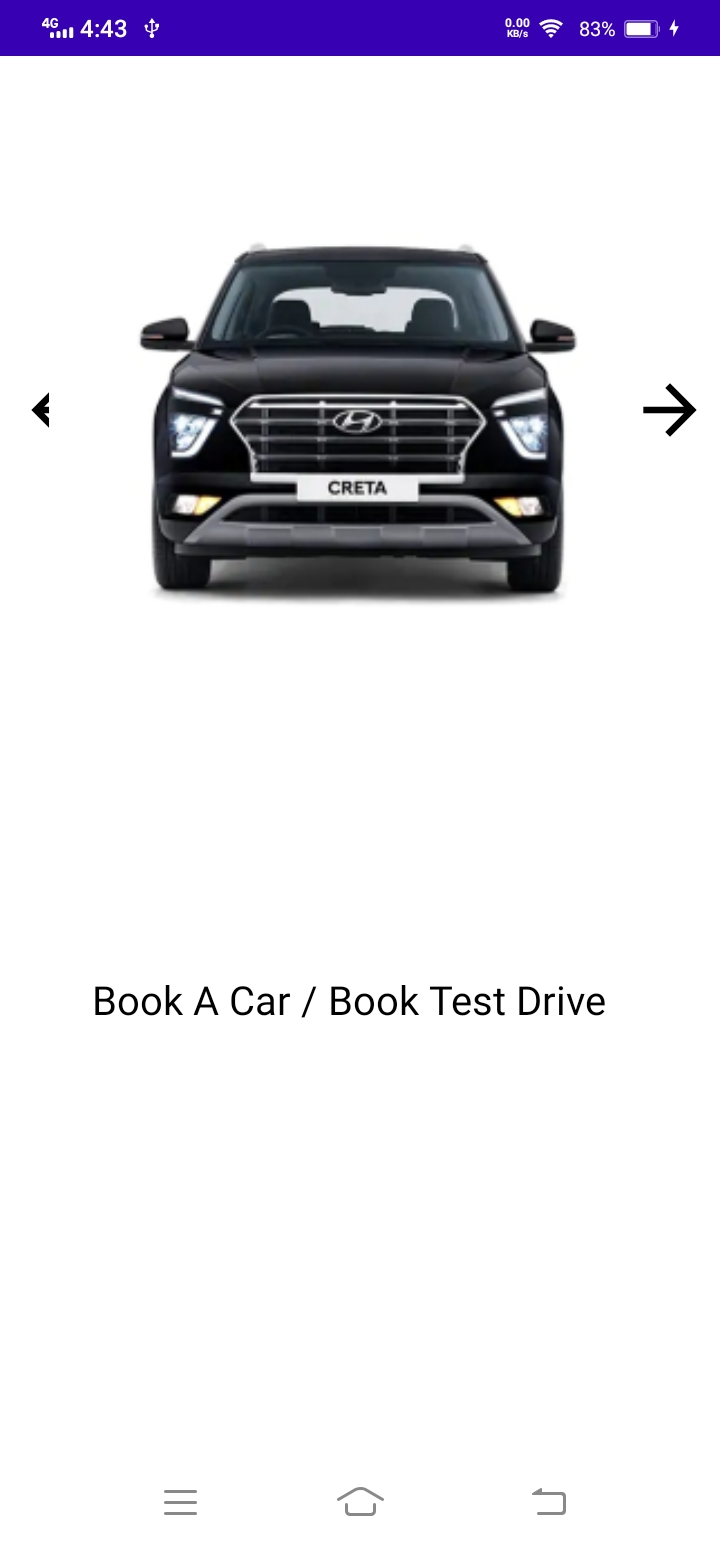 4G 4:43 0.00 KB/s 83%
CRETA
Book A Car / Book Test Drive